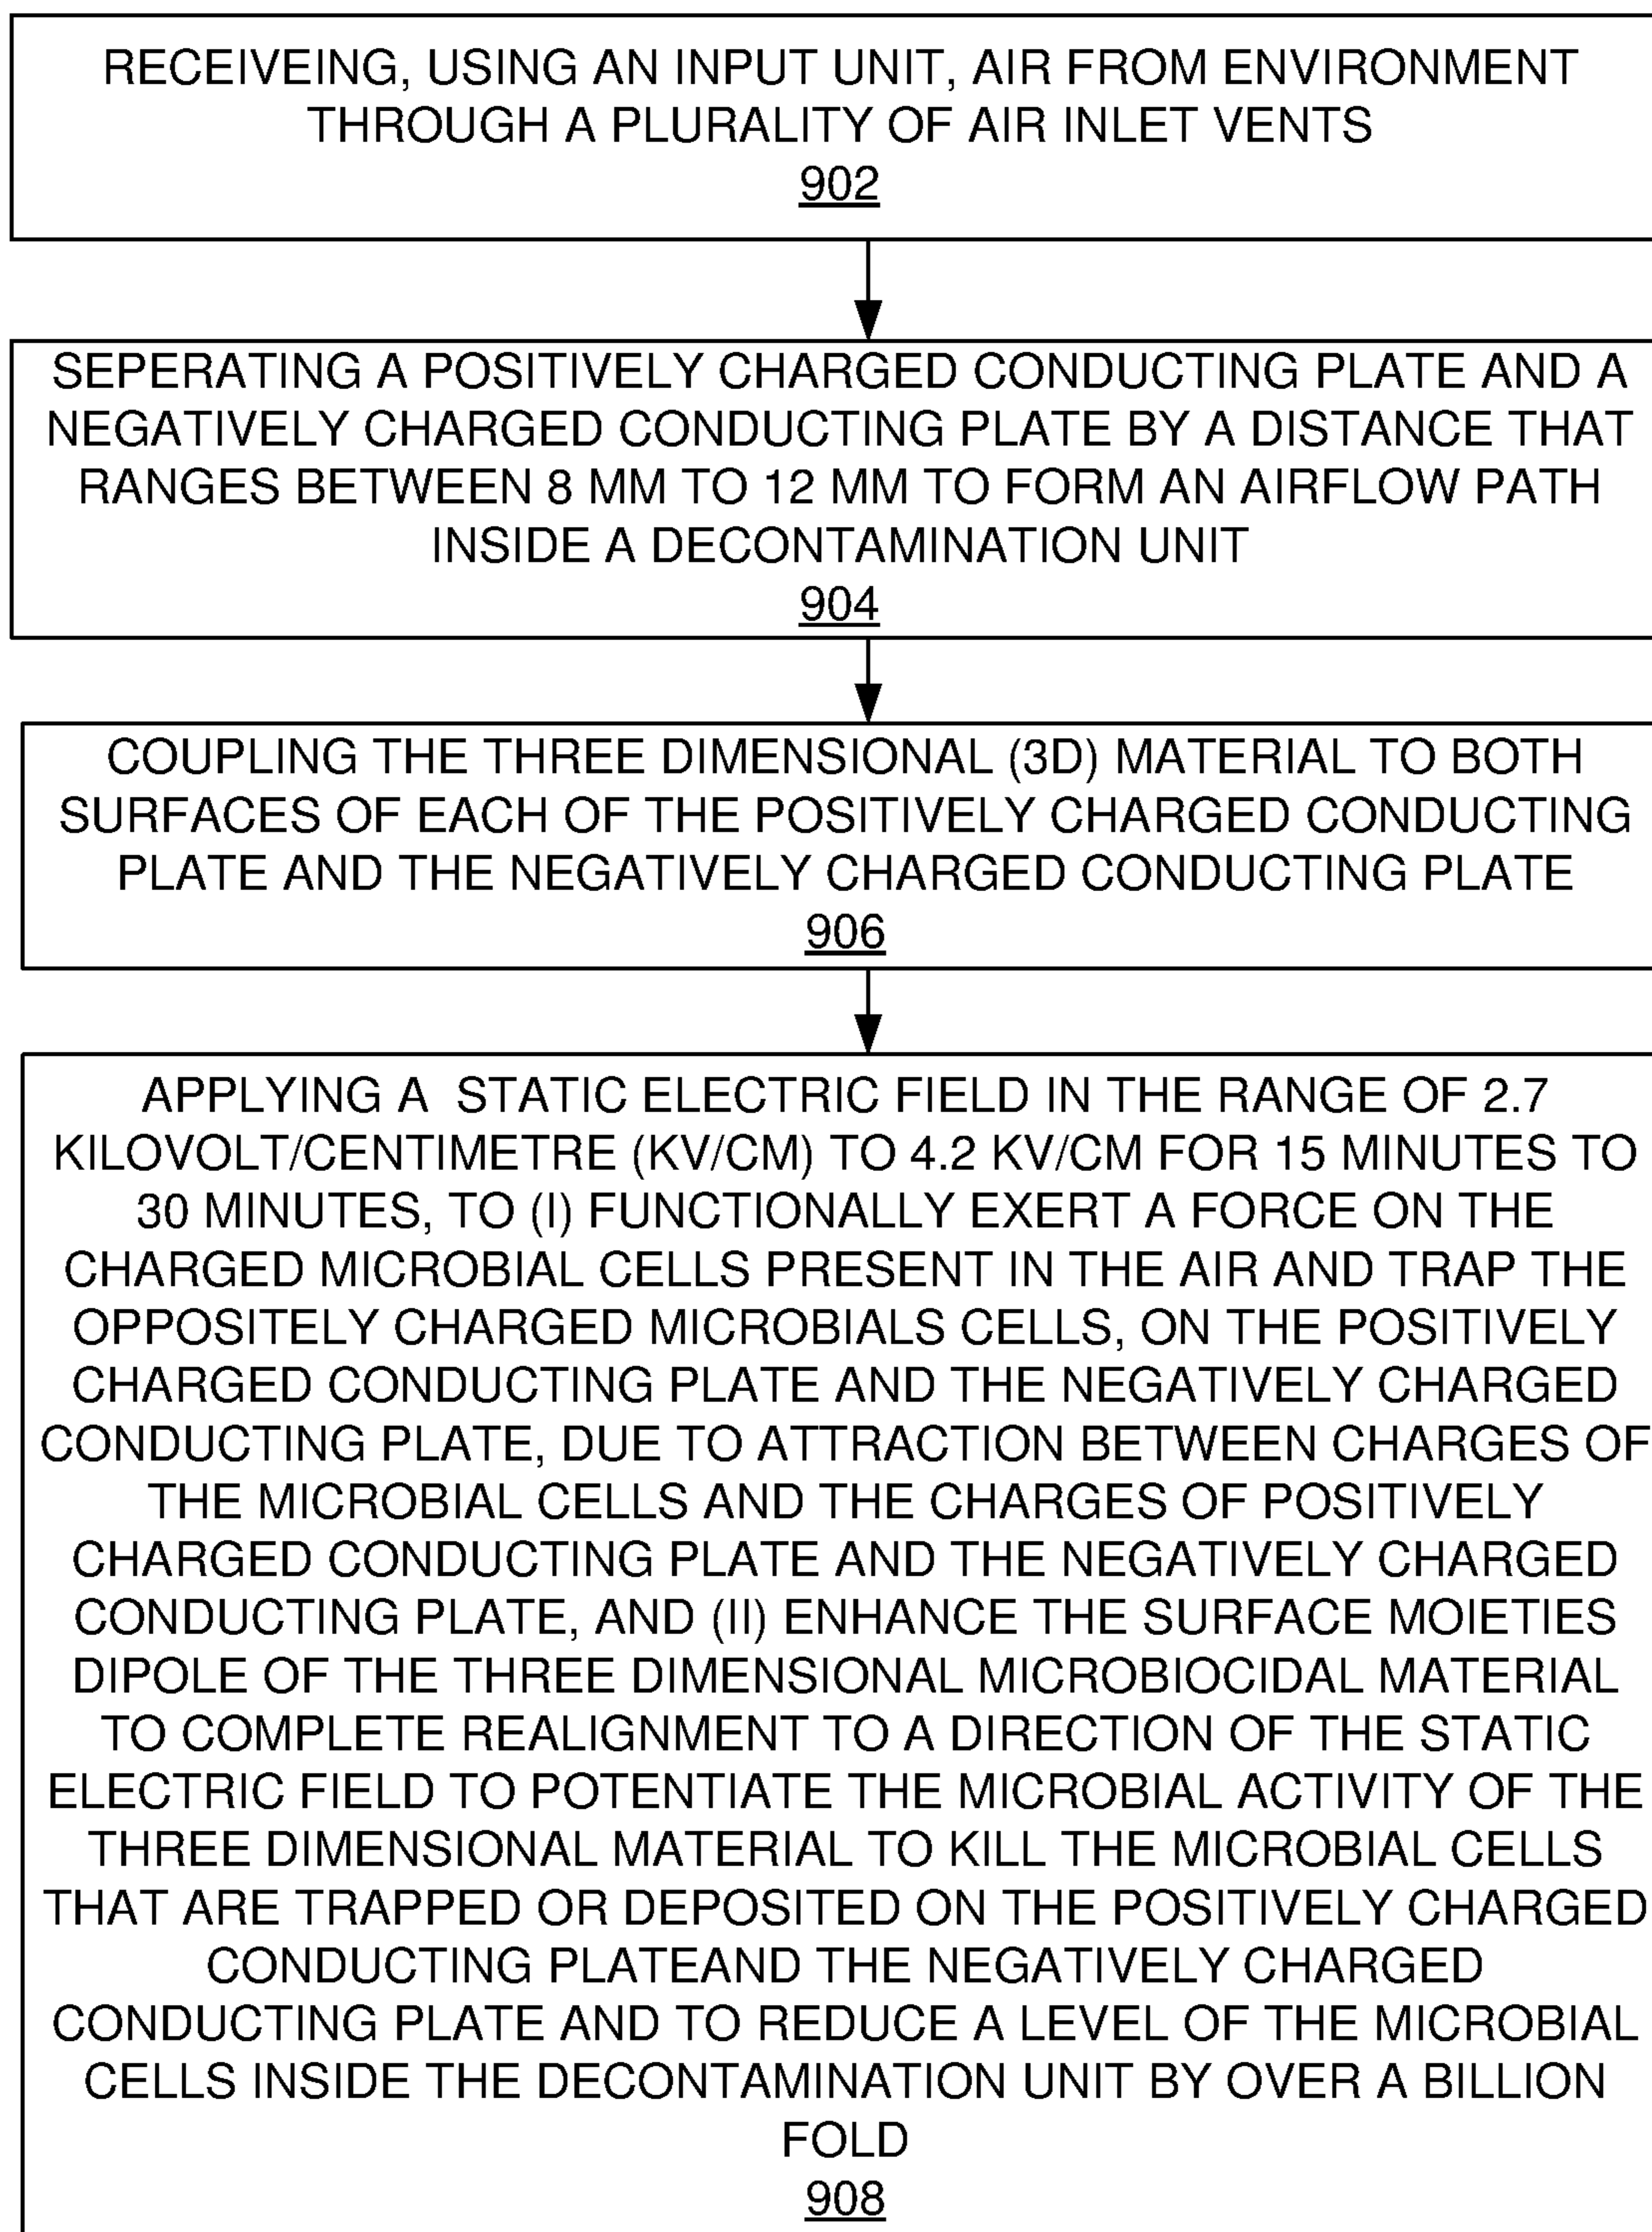 RECEIVEING, USING AN INPUT UNIT, AIR FROM ENVIRONMENT
THROUGH A PLURALITY OF AIR INLET VENTS
902
SEPERATING A POSITIVELY CHARGED CONDUCTING PLATE AND A
NEGATIVELY CHARGED CONDUCTING PLATE BY A DISTANCE THAT
RANGES BETWEEN 8 MM TO 12 MM TO FORM AN AIRFLOW PATH
INSIDE A DECONTAMINATION UNIT
904
COUPLING THE THREE DIMENSIONAL (3D) MATERIAL TO BOTH
SURFACES OF EACH OF THE POSITIVELY CHARGED CONDUCTING
PLATE AND THE NEGATIVELY CHARGED CONDUCTING PLATE
906
APPLYING A STATIC ELECTRIC FIELD IN THE RANGE OF 2.7
KILOVOLT/CENTIMETRE (KV/CM) TO 4.2 KV/CM FOR 15 MINUTES TO
30 MINUTES, TO (I) FUNCTIONALLY EXERT A FORCE ON THE
CHARGED MICROBIAL CELLS PRESENT IN THE AIR AND TRAP THE
OPPOSITELY CHARGED MICROBIALS CELLS, ON THE POSITIVELY
CHARGED CONDUCTING PLATE AND THE NEGATIVELY CHARGED
CONDUCTING PLATE, DUE TO ATTRACTION BETWEEN CHARGES OF
THE MICROBIAL CELLS AND THE CHARGES OF POSITIVELY
CHARGED CONDUCTING PLATE AND THE NEGATIVELY CHARGED
CONDUCTING PLATE, AND (II) ENHANCE THE SURFACE MOIETIES
DIPOLE OF THE THREE DIMENSIONAL MICROBIOCIDAL MATERIAL
TO COMPLETE REALIGNMENT TO A DIRECTION OF THE STATIC
ELECTRIC FIELD TO POTENTIATE THE MICROBIAL ACTIVITY OF THE
THREE DIMENSIONAL MATERIAL TO KILL THE MICROBIAL CELLS
THAT ARE TRAPPED OR DEPOSITED ON THE POSITIVELY CHARGED
CONDUCTING PLATEAND THE NEGATIVELY CHARGED
CONDUCTING PLATE AND TO REDUCE A LEVEL OF THE MICROBIAL
CELLS INSIDE THE DECONTAMINATION UNIT BY OVER A BILLION
FOLD
908